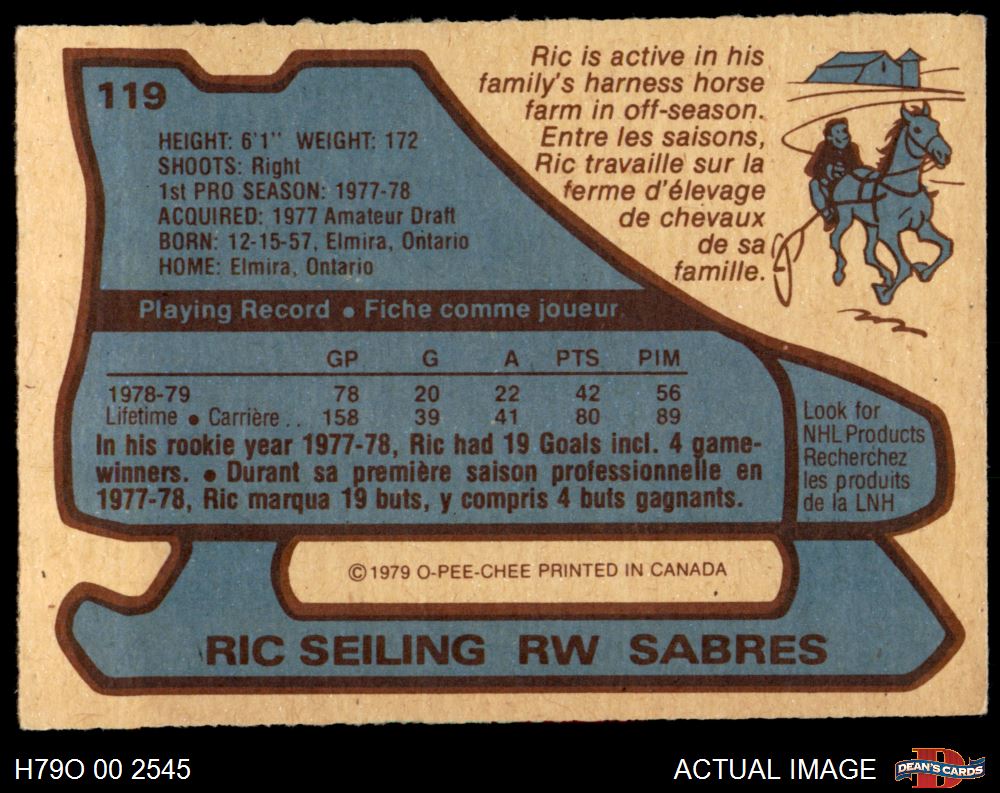 119
HEIGHT: 6'1" WEIGHT: 172
SHOOTS: Right
1st PRO SEASON: 1977-78
ACQUIRED: 1977 Amateur Draft
BORN: 12-15-57, Elmira, Ontario
HOME: Elmira, Ontario
Ric is active in his
family's harness horse
farm in off-season.
Entre les saisons,
Ric travaille sur la
ferme d'élevage
de chevaux
de sa
famille.
Playing Record • Fiche comme joueur
GP G A PTS PIM
1978-79 78 20 22 42 56
Lifetime • Carrière .. 158 39 41 80 89
In his rookie year 1977-78, Ric had 19 Goals incl. 4 game-
winners. • Durant sa première saison professionnelle en
1977-78, Ric marqua 19 buts, y compris 4 buts gagnants.
Look for
NHL Products
Recherchez
les produits
de la LNH
©1979 O-PEE-CHEE PRINTED IN CANADA
RIC SEILING RW SABRES
H79O 00 2545
ACTUAL IMAGE
DEAN'S CARDS